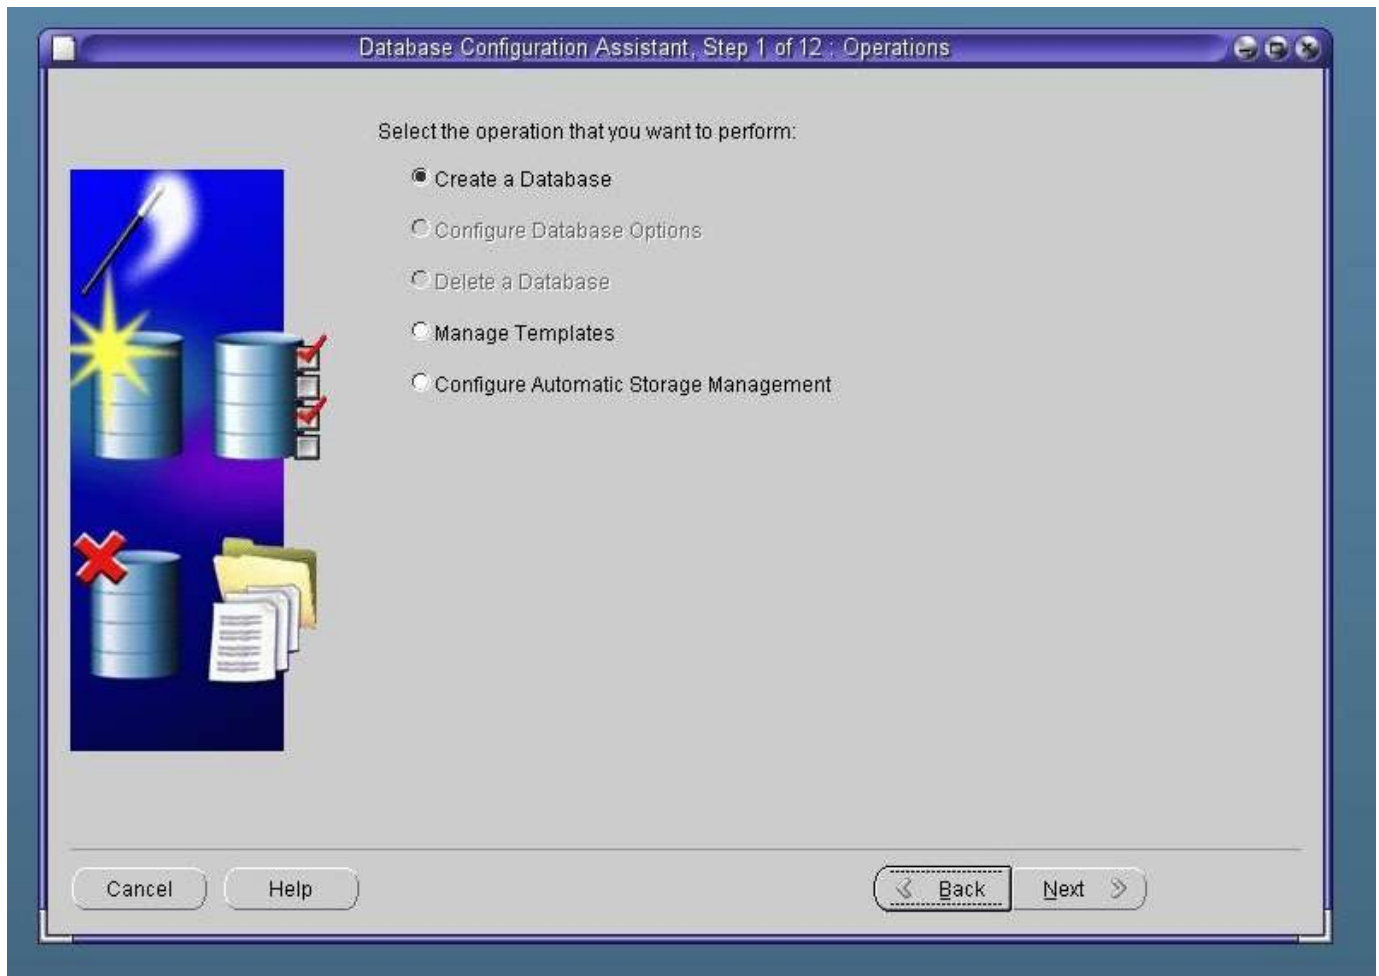 Database Configuration Assistant, Step 1 of 12 : Operations
Select the operation that you want to perform:
Create a Database
Configure Database Options
Delete a Database
Manage Templates
Configure Automatic Storage Management
Cancel
Help
Back
Next